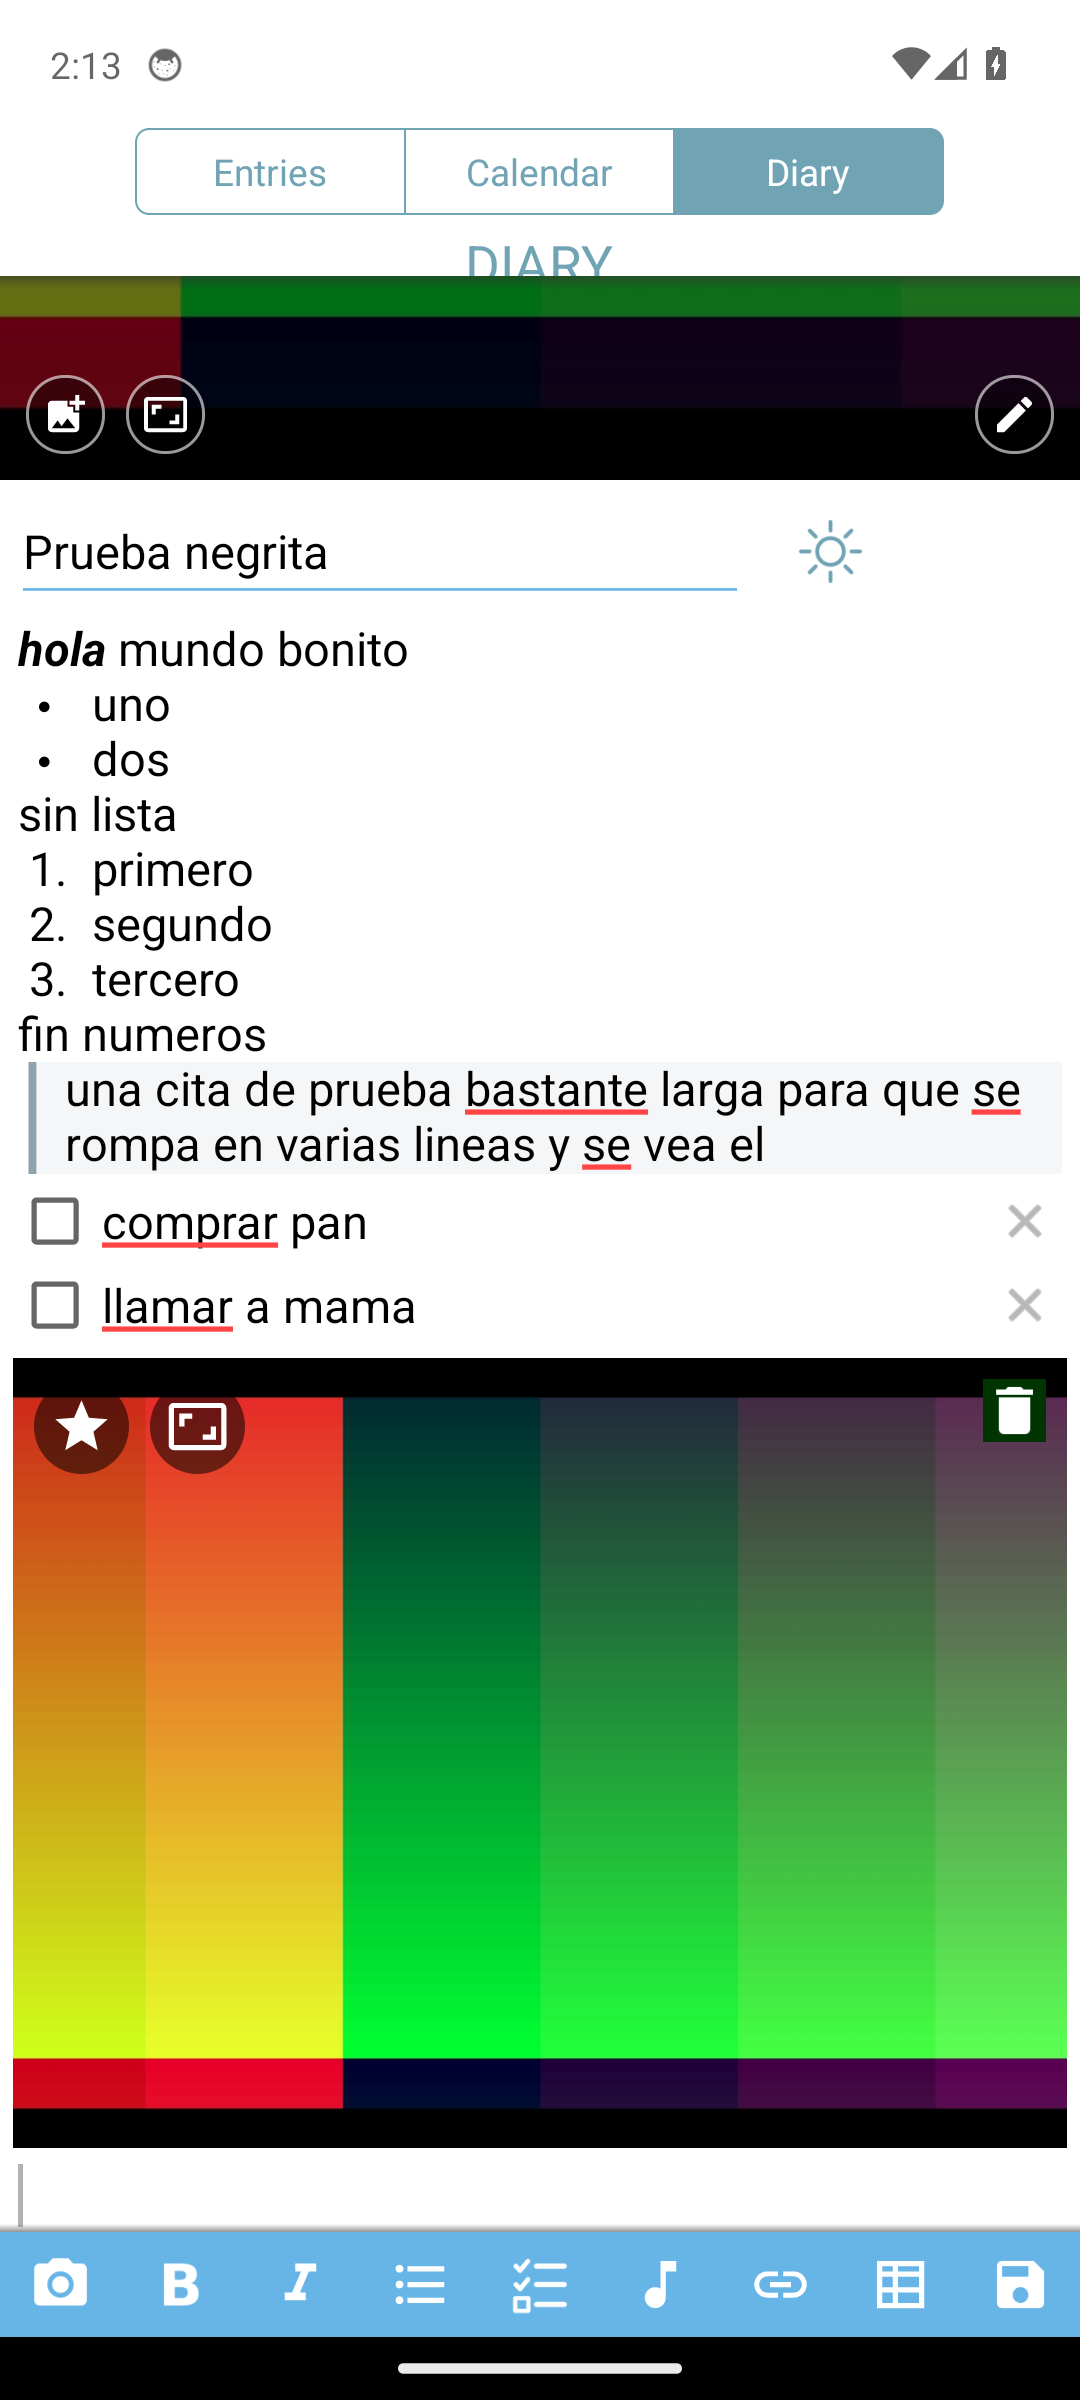 2:13
Entries Calendar Diary
DIARY
Prueba negrita
hola mundo bonito
• uno
• dos
sin lista
1. primero
2. segundo
3. tercero
fin numeros
una cita de prueba bastante larga para que se
rompa en varias lineas y se vea el
comprar pan
llamar a mama
B I